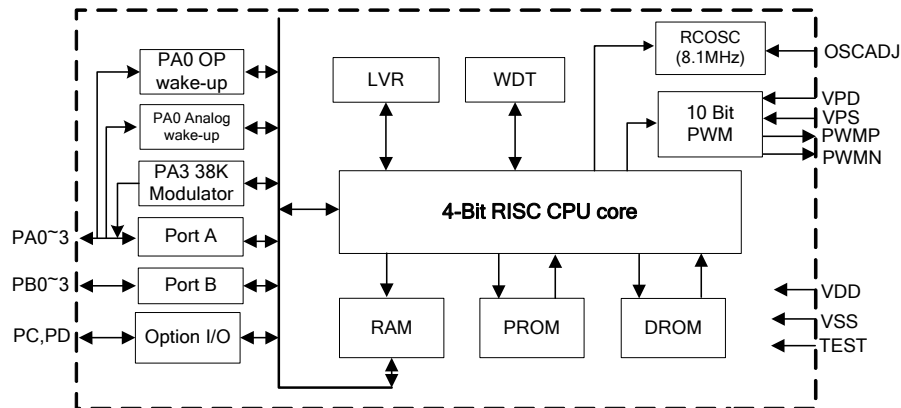 PA0 OP
wake-up
PA0 Analog
wake-up
PA3 38K
Modulator
PA0~3
Port A
PB0~3
Port B
PC,PD
Option I/O
LVR
WDT
RCOSC
(8.1MHz)
OSCADJ
10 Bit
PWM
VPD
VPS
PWMP
PWMN
4-Bit RISC CPU core
RAM
PROM
DROM
VDD
VSS
TEST